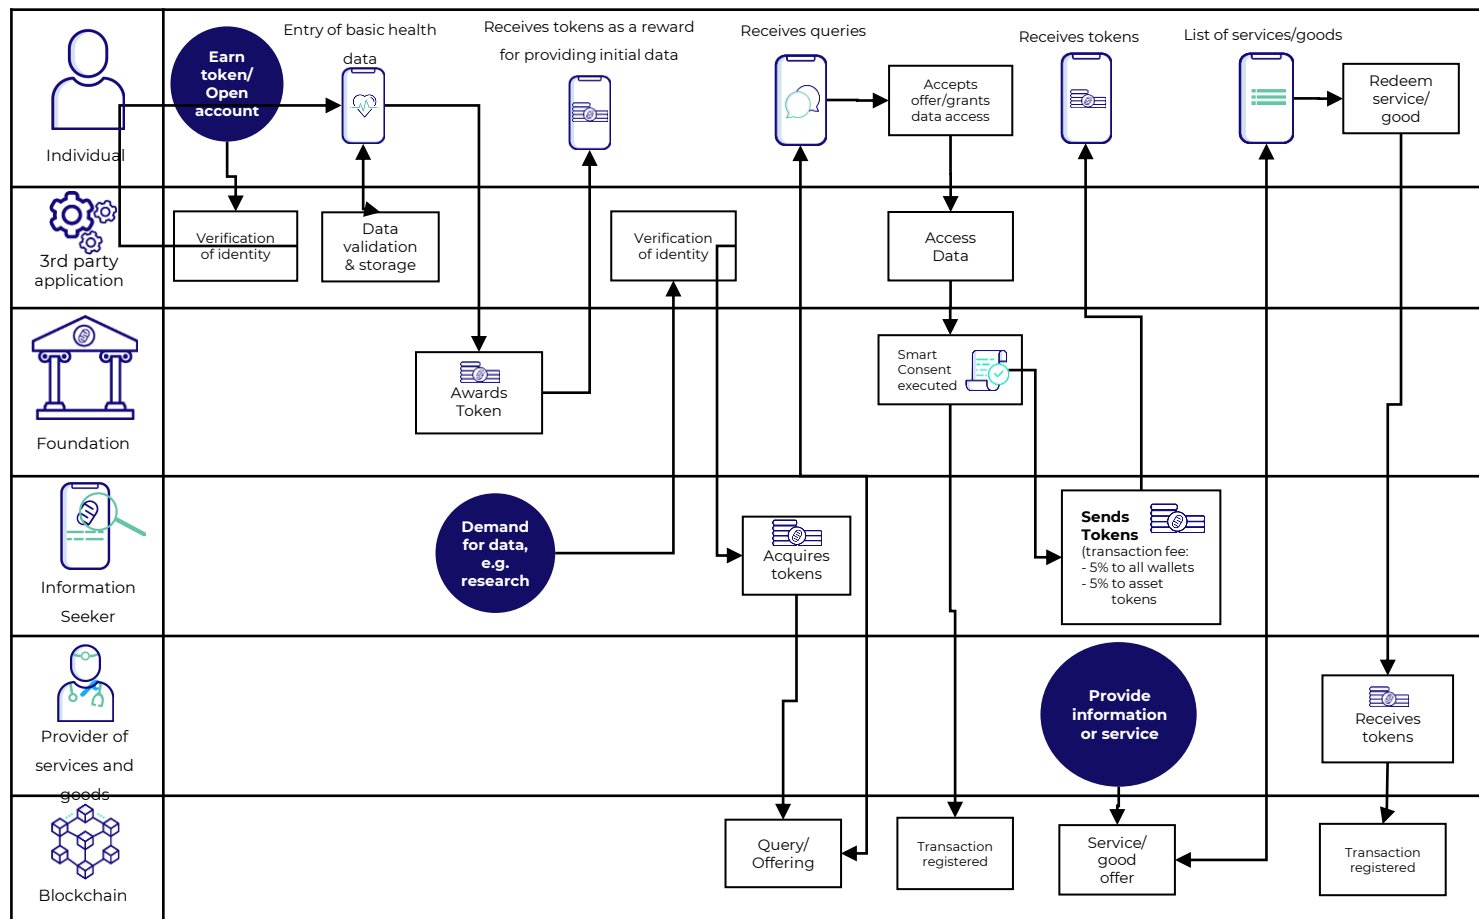 Individual
Earn
token/
Open
account
Entry of basic health
data
Receives tokens as a reward
for providing initial data
Receives queries
Accepts
offer/grants
data access
Receives tokens
List of services/goods
Redeem
service/
good
3rd party
application
Verification
of identity
Data
validation
& storage
Verification
of identity
Access
Data
Foundation
Awards
Token
Smart
Consent
executed
Information
Seeker
Demand
for data,
e.g.
research
Acquires
tokens
Sends
Tokens
(transaction fee:
- 5% to all wallets
- 5% to asset
tokens
Provider of
services and
goods
Provide
information
or service
Receives
tokens
Blockchain
Query/
Offering
Transaction
registered
Service/
good
offer
Transaction
registered